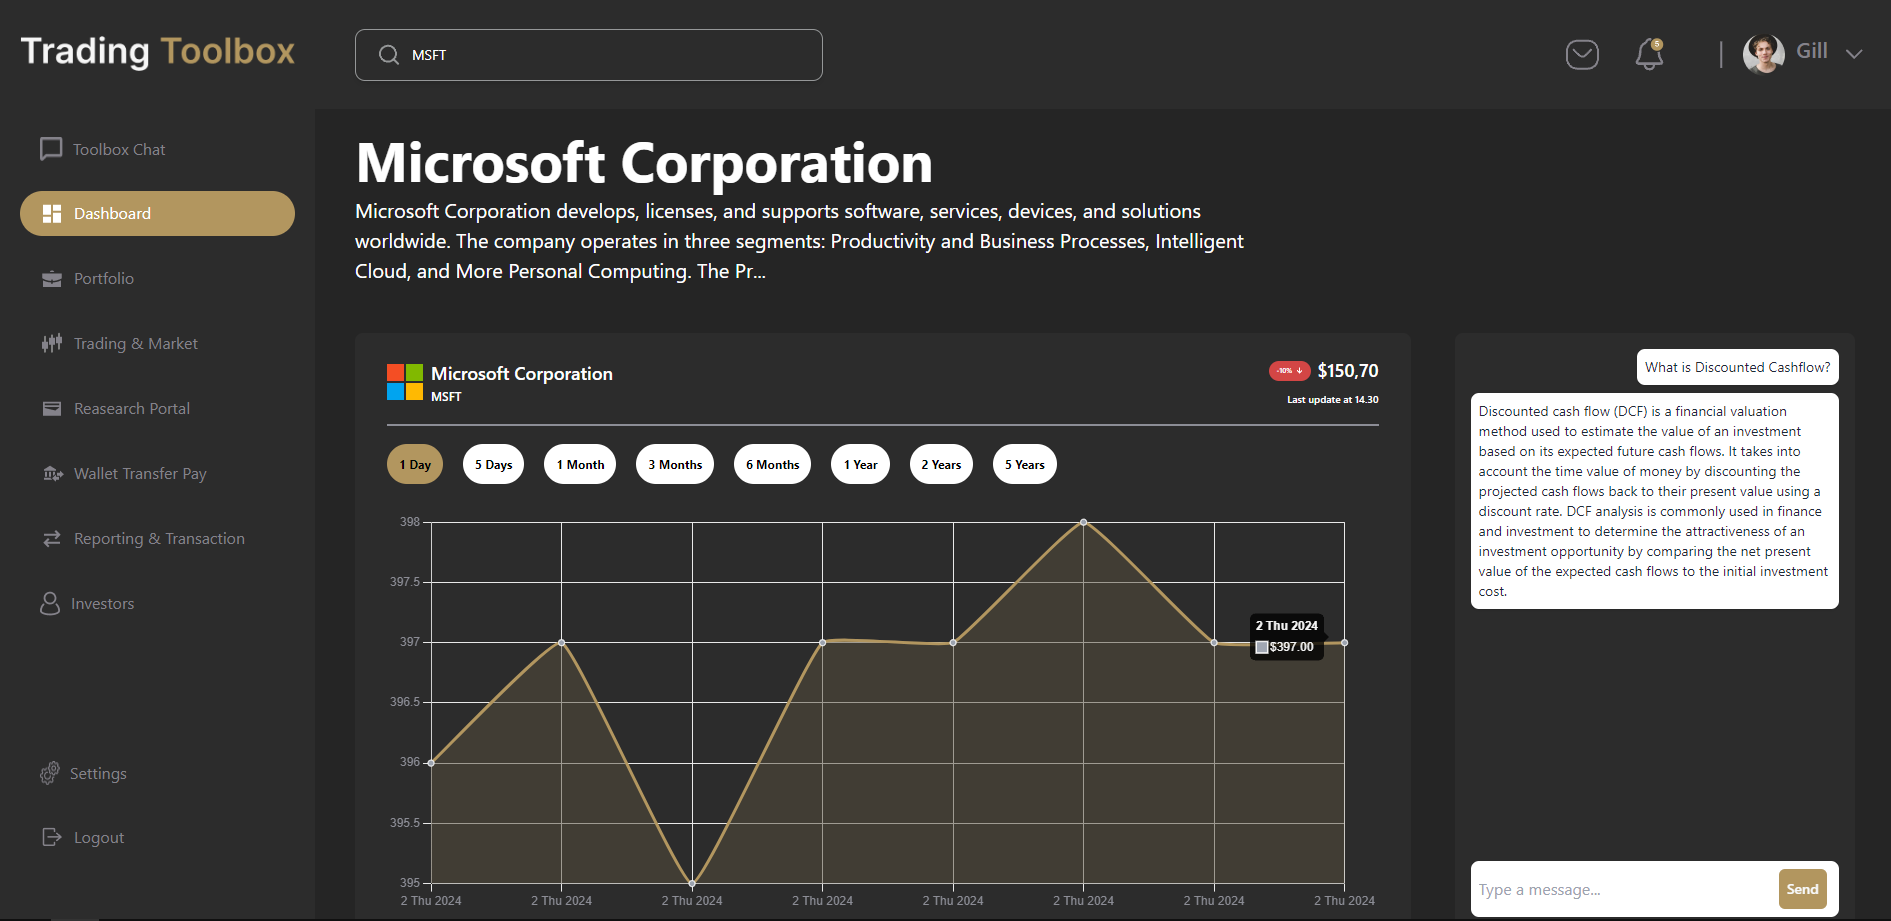 Trading Toolbox
MSFT
5
Gill
Toolbox Chat
Dashboard
Portfolio
Trading & Market
Reasearch Portal
Wallet Transfer Pay
Reporting & Transaction
Investors
Settings
Logout
Microsoft Corporation
Microsoft Corporation develops, licenses, and supports software, services, devices, and solutions
worldwide. The company operates in three segments: Productivity and Business Processes, Intelligent
Cloud, and More Personal Computing. The Pr...
Microsoft Corporation
MSFT
-10% ↓ $150,70
Last update at 14.30
1 Day 5 Days 1 Month 3 Months 6 Months 1 Year 2 Years 5 Years
398
397.5
397
396.5
396
395.5
395
2 Thu 2024
$397.00
2 Thu 2024 2 Thu 2024 2 Thu 2024 2 Thu 2024 2 Thu 2024 2 Thu 2024 2 Thu 2024 2 Thu 2024
What is Discounted Cashflow?
Discounted cash flow (DCF) is a financial valuation
method used to estimate the value of an investment
based on its expected future cash flows. It takes into
account the time value of money by discounting the
projected cash flows back to their present value using a
discount rate. DCF analysis is commonly used in finance
and investment to determine the attractiveness of an
investment opportunity by comparing the net present
value of the expected cash flows to the initial investment
cost.
Type a message...
Send